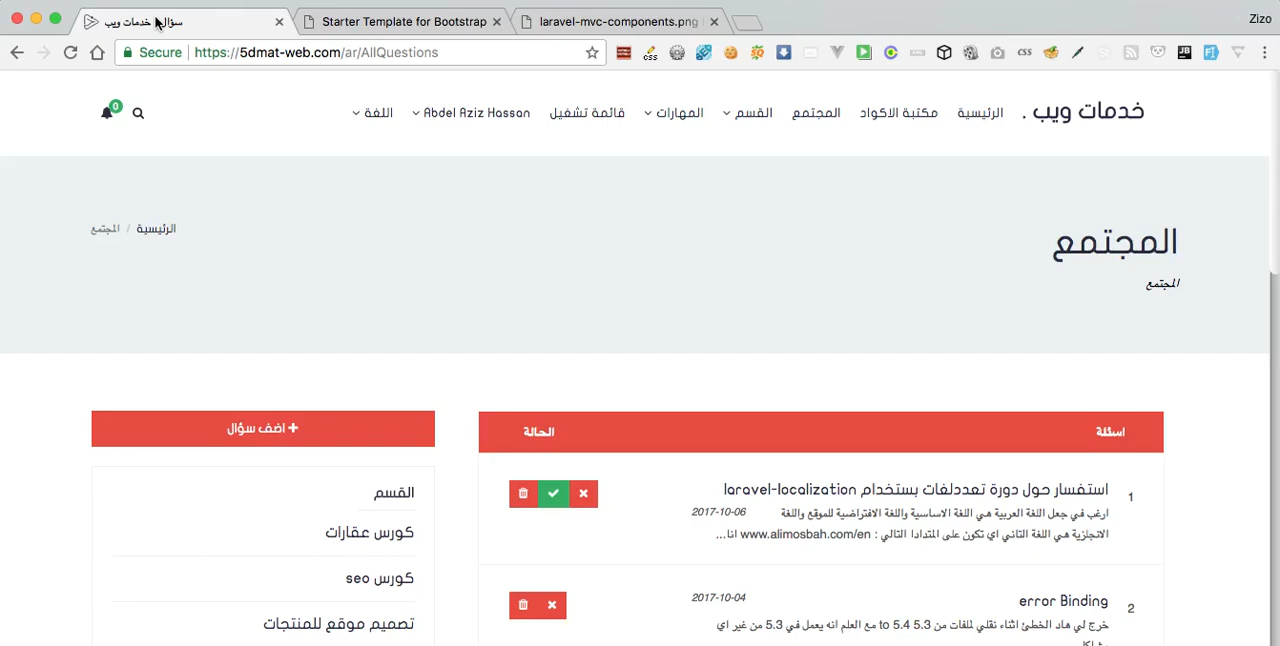 سؤال | خدمات ويب
Starter Template for Bootstrap
laravel-mvc-components.png
Zizo
Secure https://5dmat-web.com/ar/AllQuestions
خدمات ويب . الرئيسية مكتبة الاكواد المجتمع القسم المهارات قائمة تشغيل Abdel Aziz Hassan اللغة 0
المجتمع
الرئيسية / المجتمع
المجتمع
اسئلة الحالة
1 استفسار حول دورة تعددلغات بستخدام laravel-localization
ارغب في جعل اللغة العربية هي اللغة الاساسية واللغة الافتراضية للموقع واللغة 2017-10-06
الانجلزية هي اللغة الثاني اي تكون على المتدادا التالي : www.alimosbah.com/en انا...
2 error Binding 2017-10-04
خرج لي هاد الخطئ اثناء نقلي لملفات من 5.3 to 5.4 مع العلم انه يعمل في 5.3 من غير اي
+ اضف سؤال
القسم
كورس عقارات
كورس seo
تصميم موقع للمنتجات